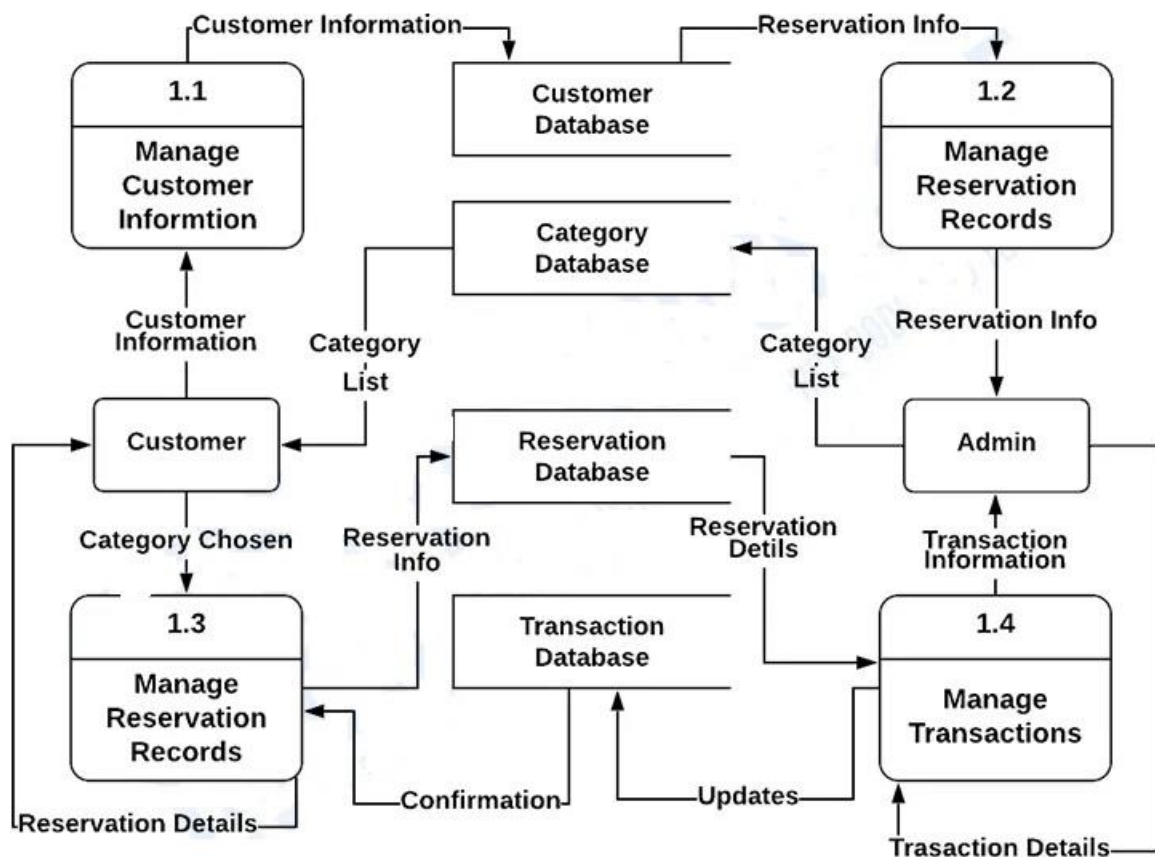 Customer Information
Reservation Info
1.1
Manage
Customer
Informtion
Customer
Database
1.2
Manage
Reservation
Records
Category
Database
Customer
Information
Category
List
Category
List
Reservation Info
Customer
Reservation
Database
Admin
Category Chosen
Reservation
Info
Reservation
Detils
Transaction
Information
1.3
Manage
Reservation
Records
Transaction
Database
1.4
Manage
Transactions
Confirmation
Updates
Reservation Details
Trasaction Details